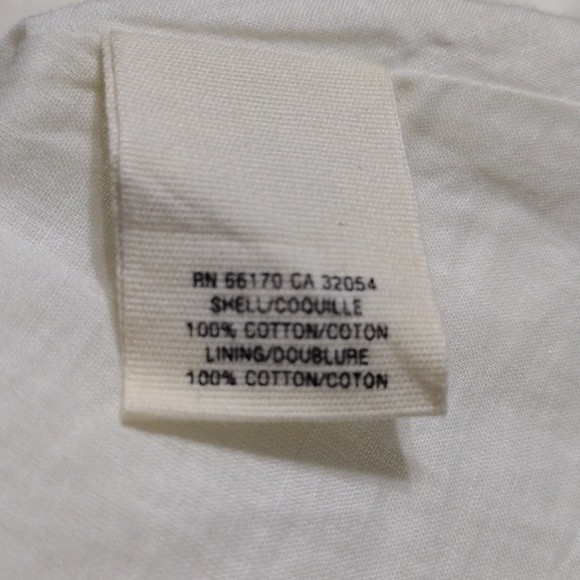 RN 66170 CA 32054
SHELL/COQUILLE
100% COTTON/COTON
LINING/DOUBLURE
100% COTTON/COTON